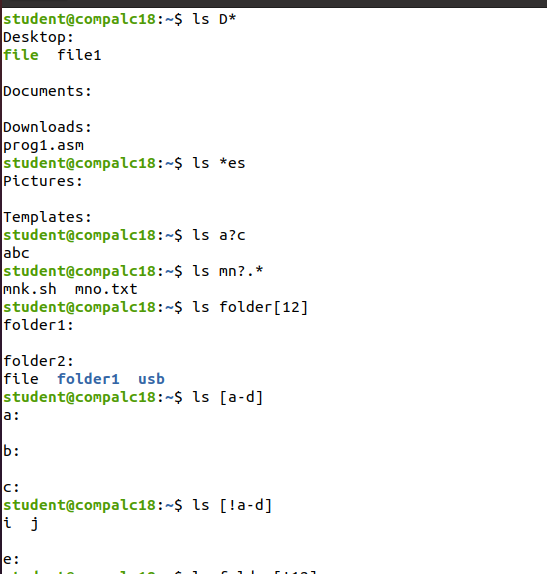 student@compalc18:~$ ls D*
Desktop:
file  file1
Documents:
Downloads:
prog1.asm
student@compalc18:~$ ls *es
Pictures:
Templates:
student@compalc18:~$ ls a?c
abc
student@compalc18:~$ ls mn?.*
mnk.sh  mno.txt
student@compalc18:~$ ls folder[12]
folder1:
folder2:
file  folder1  usb
student@compalc18:~$ ls [a-d]
a:
b:
c:
student@compalc18:~$ ls [!a-d]
i  j
e: